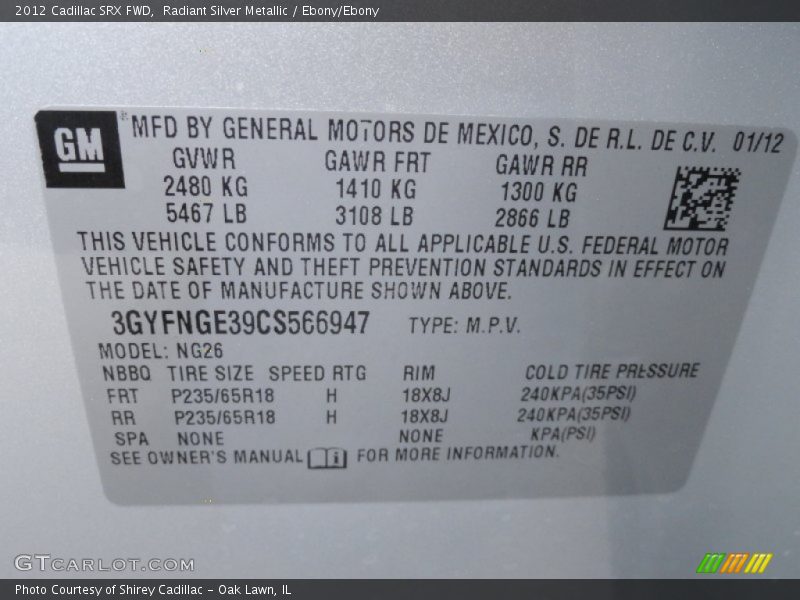 2012 Cadillac SRX FWD, Radiant Silver Metallic / Ebony/Ebony
GM
MFD BY GENERAL MOTORS DE MEXICO, S. DE R.L. DE C.V. 01/12
GVWR GAWR FRT GAWR RR
2480 KG 1410 KG 1300 KG
5467 LB 3108 LB 2866 LB
THIS VEHICLE CONFORMS TO ALL APPLICABLE U.S. FEDERAL MOTOR
VEHICLE SAFETY AND THEFT PREVENTION STANDARDS IN EFFECT ON
THE DATE OF MANUFACTURE SHOWN ABOVE.
3GYFNGE39CS566947 TYPE: M.P.V.
MODEL: NG26
NBBQ TIRE SIZE SPEED RTG RIM COLD TIRE PRESSURE
FRT P235/65R18 H 18X8J 240KPA(35PSI)
RR P235/65R18 H 18X8J 240KPA(35PSI)
SPA NONE NONE KPA(PSI)
SEE OWNER'S MANUAL i FOR MORE INFORMATION.
GTCARLOT.COM
Photo Courtesy of Shirey Cadillac - Oak Lawn, IL